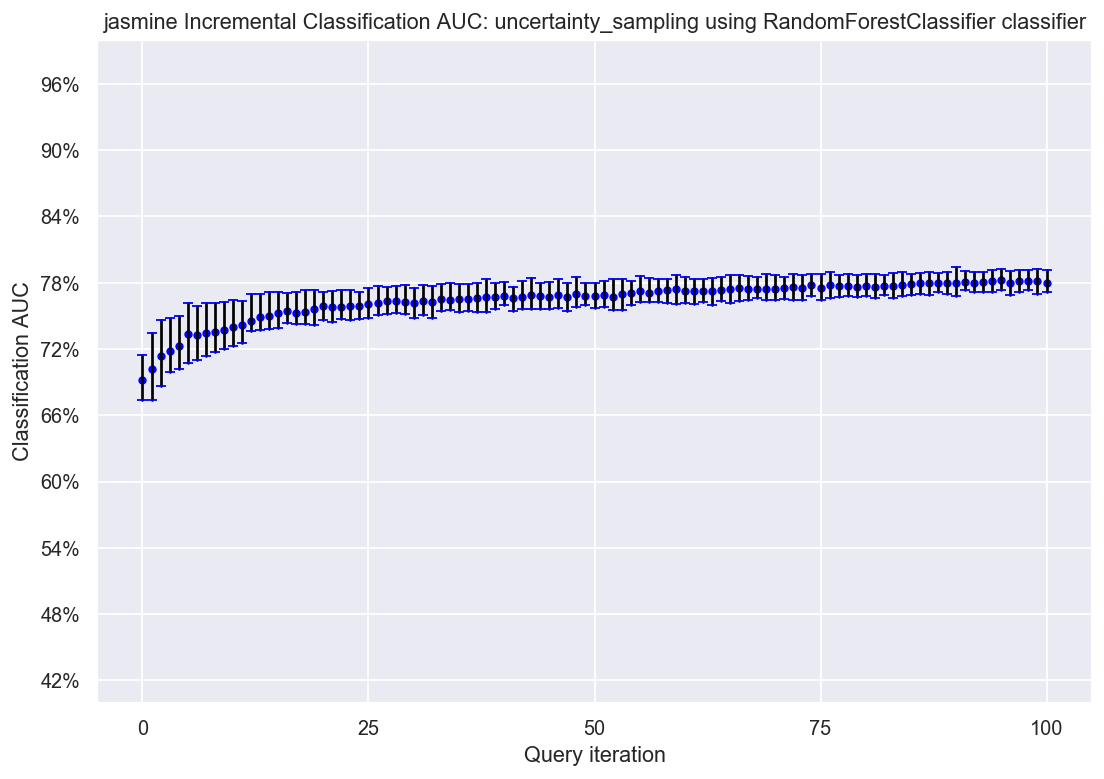 jasmine Incremental Classification AUC: uncertainty_sampling using RandomForestClassifier classifier
96%
90%
84%
78%
72%
66%
60%
54%
48%
42%
Classification AUC
0 25 50 75 100
Query iteration